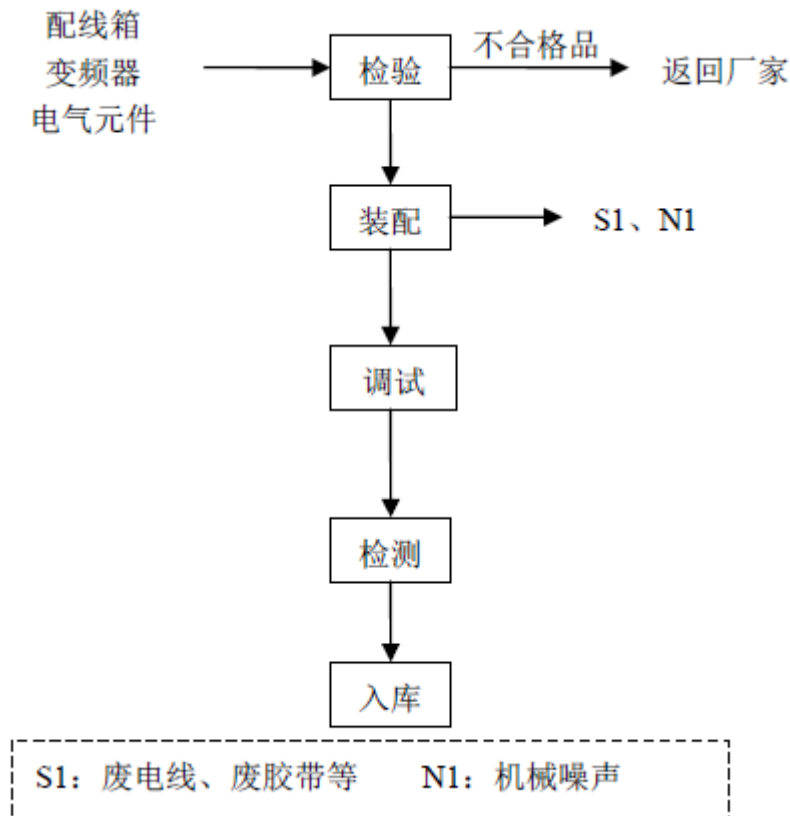 配线箱
变频器
电气元件
检验
不合格品
返回厂家
装配
S1、N1
调试
检测
入库
S1：废电线、废胶带等 N1：机械噪声